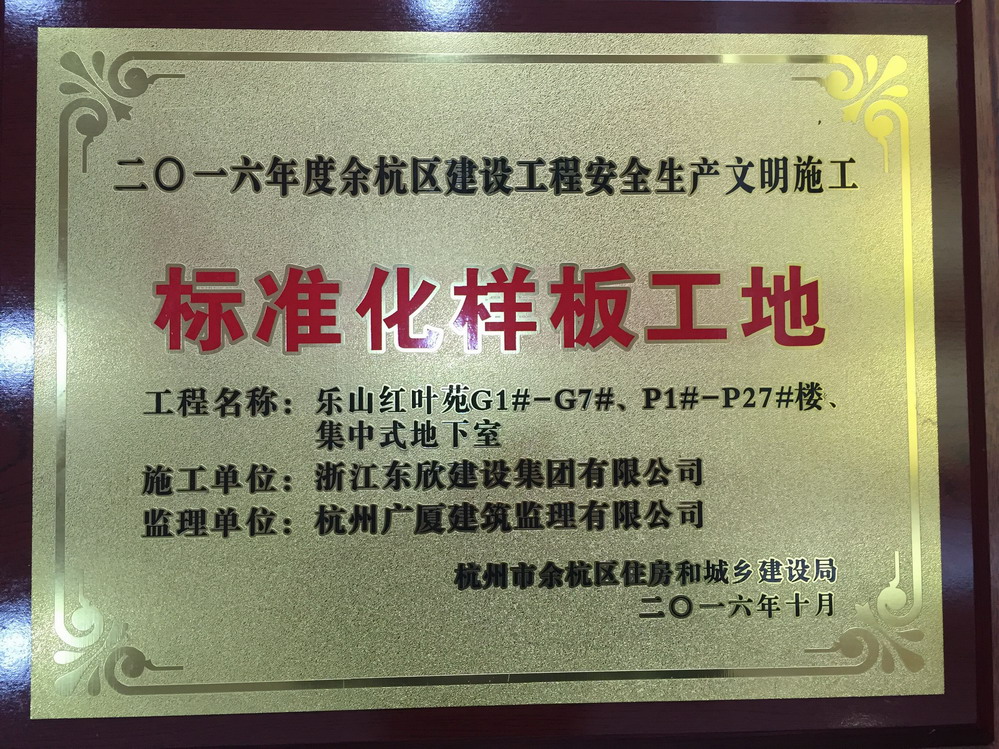 二〇一六年度余杭区建设工程安全生产文明施工
标准化样板工地
工程名称：乐山红叶苑G1#-G7#、P1#-P27#楼、
集中式地下室
施工单位：浙江东欣建设集团有限公司
监理单位：杭州广厦建筑监理有限公司
杭州市余杭区住房和城乡建设局
二〇一六年十月